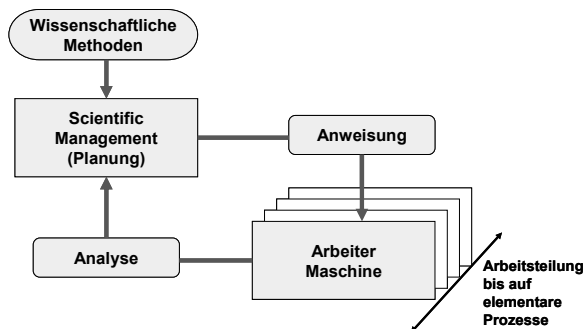 Wissenschaftliche
Methoden
Scientific
Management
(Planung)
Anweisung
Analyse
Arbeiter
Maschine
Arbeitsteilung
bis auf
elementare
Prozesse